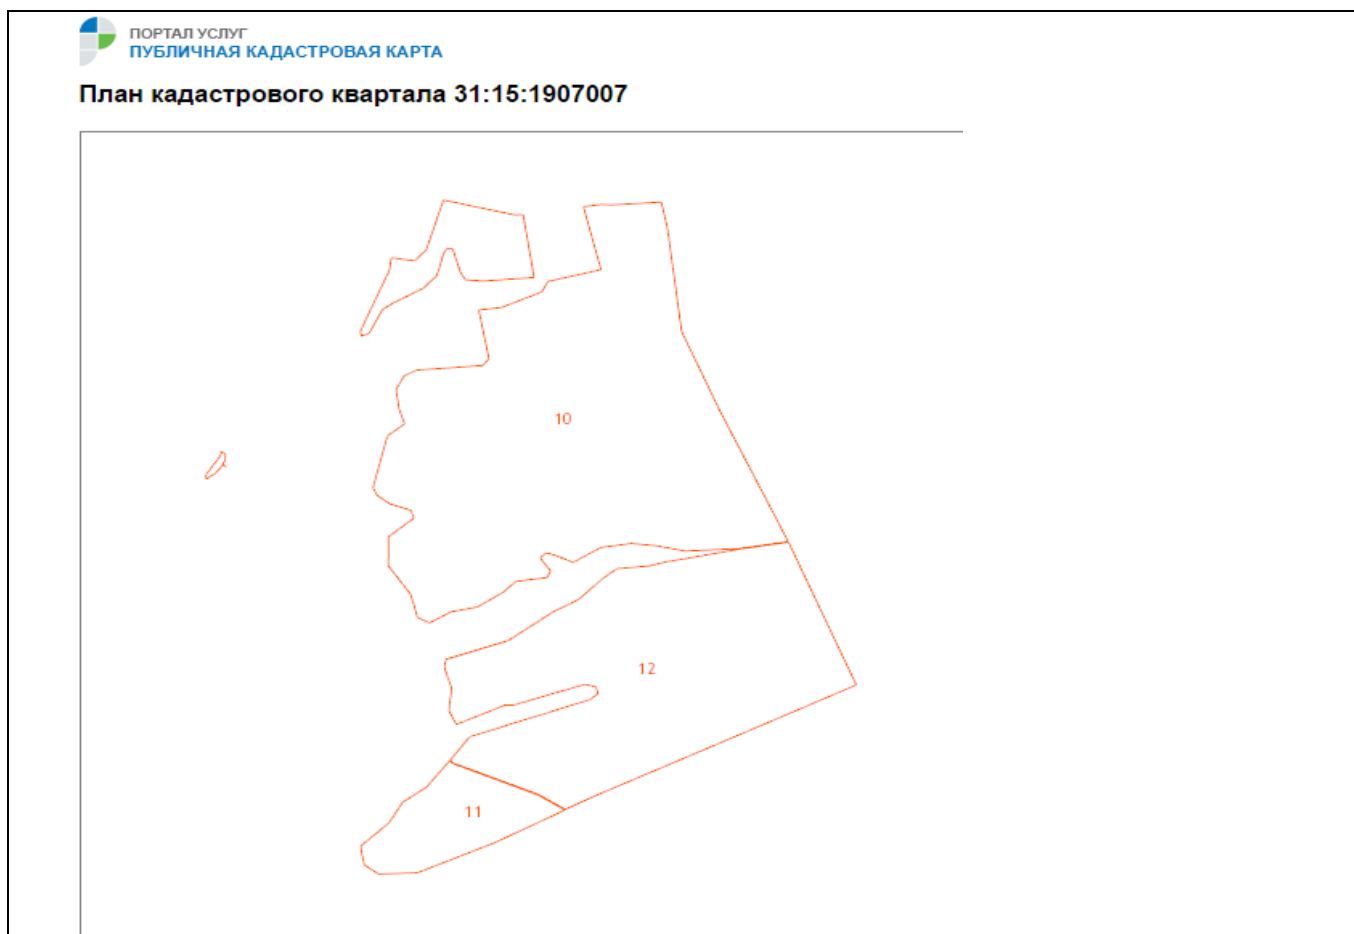 ПОРТАЛ УСЛУГ
ПУБЛИЧНАЯ КАДАСТРОВАЯ КАРТА
План кадастрового квартала 31:15:1907007
10
12
11